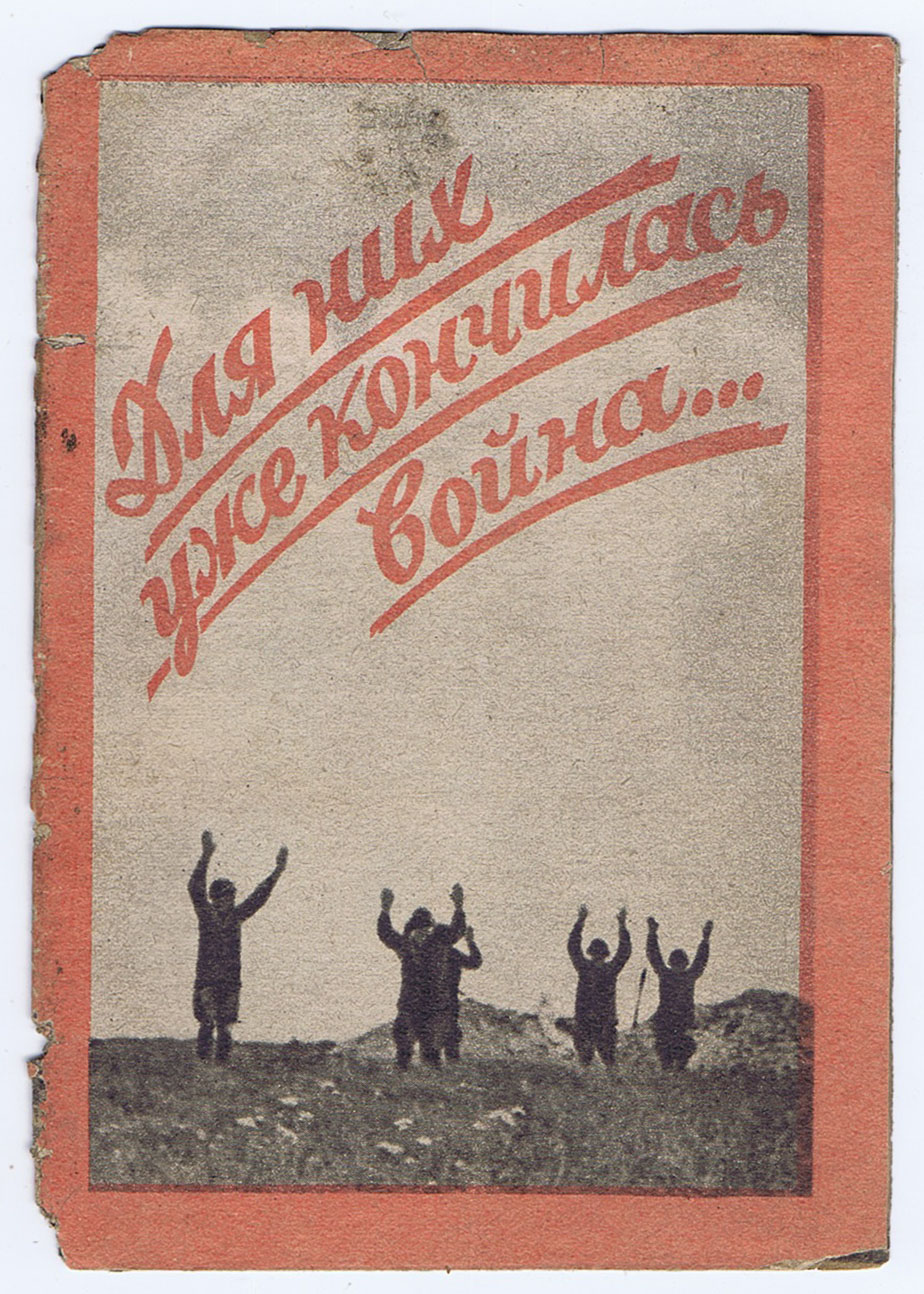 Для них
уже кончилась
война...